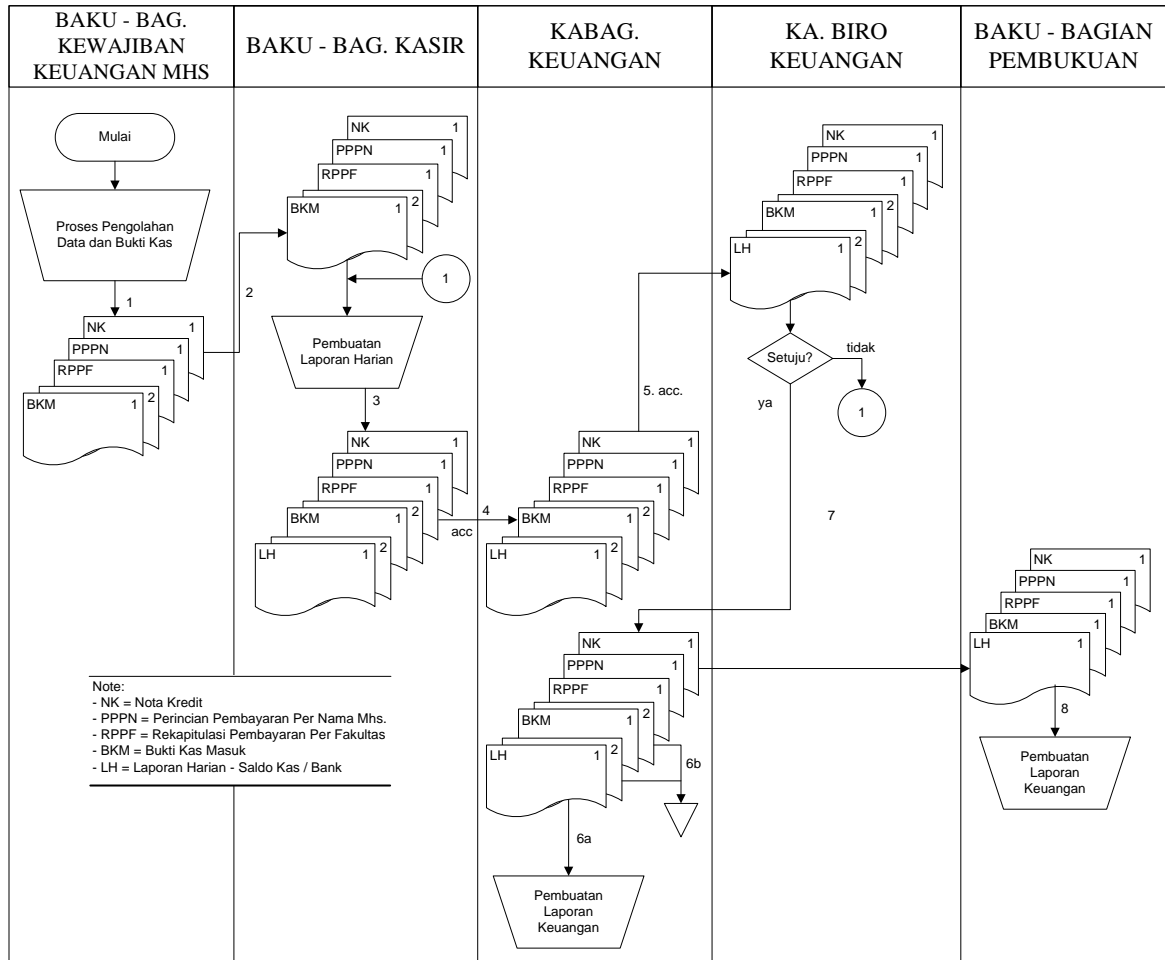 BAKU - BAG.
KEWAJIBAN
KEUANGAN MHS
BAKU - BAG. KASIR
KABAG.
KEUANGAN
KA. BIRO
KEUANGAN
BAKU - BAGIAN
PEMBUKUAN
Mulai
Proses Pengolahan
Data dan Bukti Kas
1
NK 1
PPPN 1
RPPF 1
2
BKM 1
2
NK 1
PPPN 1
RPPF 1
2
BKM 1
1
Pembuatan
Laporan Harian
3
NK 1
PPPN 1
RPPF 1
2
BKM 1
2
LH 1
4
acc
NK 1
PPPN 1
RPPF 1
2
BKM 1
2
LH 1
5. acc.
NK 1
PPPN 1
RPPF 1
2
BKM 1
2
LH 1
Setuju?
tidak
ya
1
7
NK 1
PPPN 1
RPPF 1
2
BKM 1
2
LH 1
6b
6a
Pembuatan
Laporan
Keuangan
NK 1
PPPN 1
RPPF 1
BKM 1
LH 1
8
Pembuatan
Laporan
Keuangan
Note:
- NK = Nota Kredit
- PPPN = Perincian Pembayaran Per Nama Mhs.
- RPPF = Rekapitulasi Pembayaran Per Fakultas
- BKM = Bukti Kas Masuk
- LH = Laporan Harian - Saldo Kas / Bank